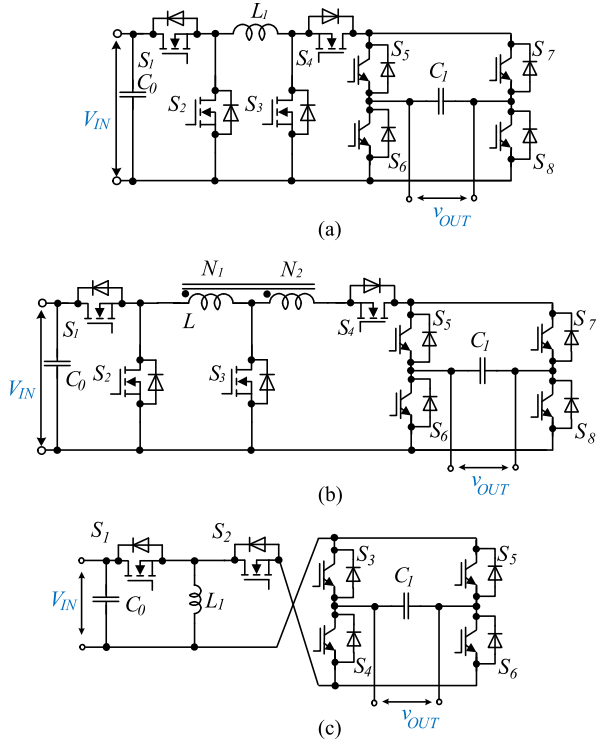 L1
S1
C0
S4
S5
S7
C1
VIN
S2
S3
S6
S8
vOUT
(a)
N1
N2
L
S1
S4
S5
S7
C0
S2
S3
C1
VIN
S6
S8
vOUT
(b)
S1
S2
S3
S5
C1
VIN
C0
L1
S4
S6
vOUT
(c)